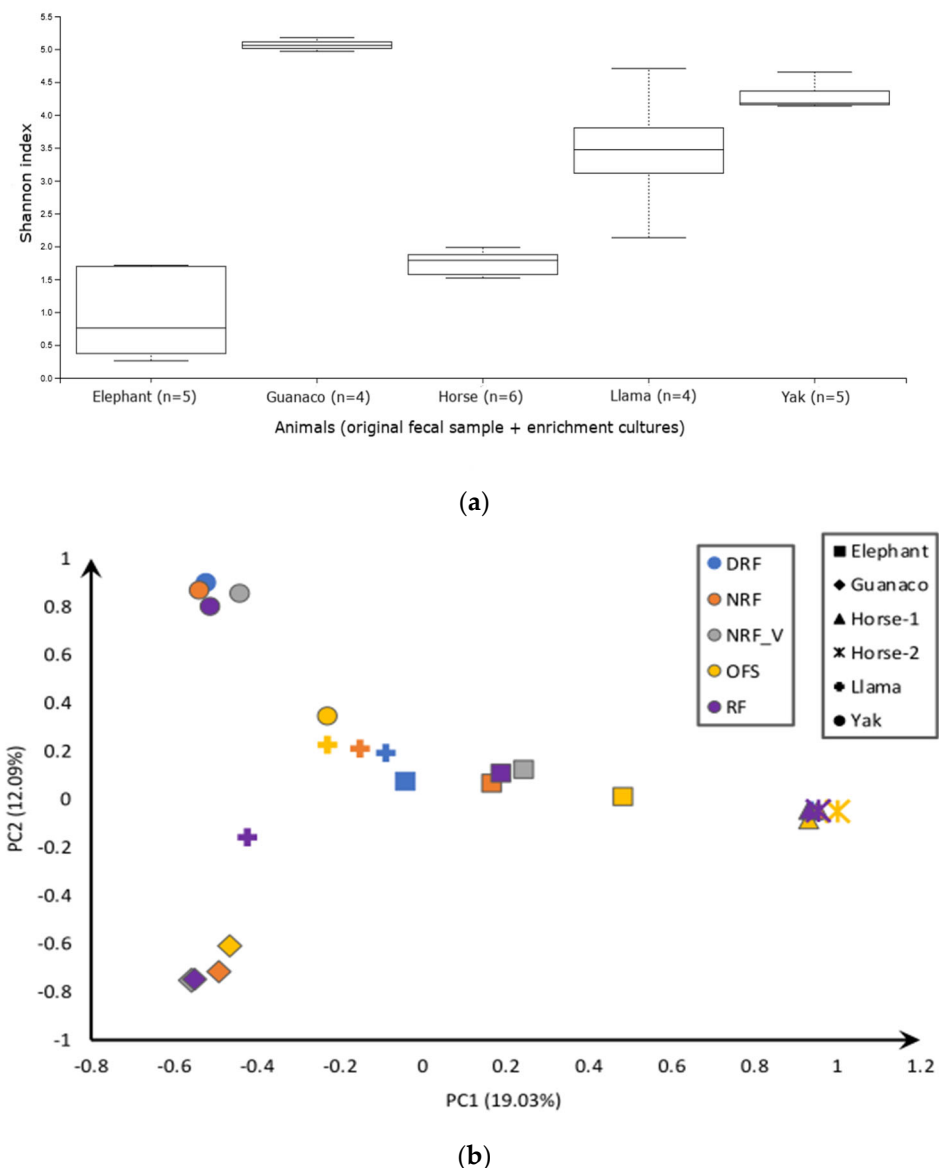 5.5
5.0
4.5
4.0
3.5
3.0
2.5
2.0
1.5
1.0
0.5
0.0
Shannon index
Elephant (n=5) Guanaco (n=4) Horse (n=6) Llama (n=4) Yak (n=5)
Animals (original fecal sample + enrichment cultures)
(a)
1
0.8
0.6
0.4
0.2
0
-0.2
-0.4
-0.6
-0.8
-1
PC2 (12.09%)
DRF
NRF
NRF_V
OFS
RF
Elephant
Guanaco
Horse-1
Horse-2
Llama
Yak
-0.8 -0.6 -0.4 -0.2 0 0.2 0.4 0.6 0.8 1 1.2
PC1 (19.03%)
(b)